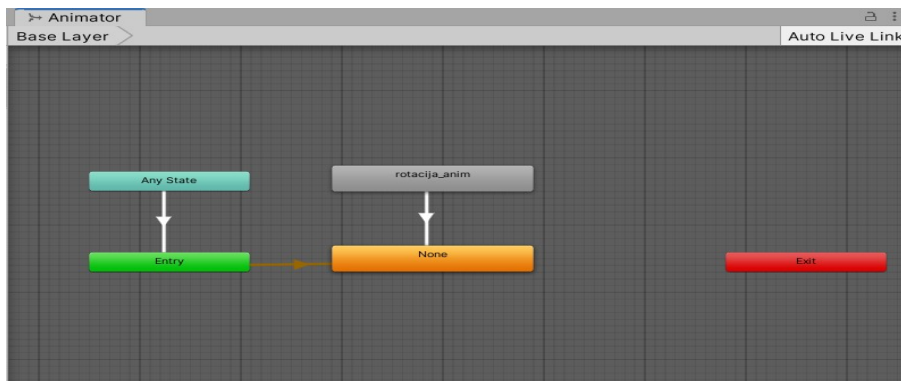 Animator
Base Layer
Auto Live Link
Any State
rotacija_anim
Entry
None
Exit